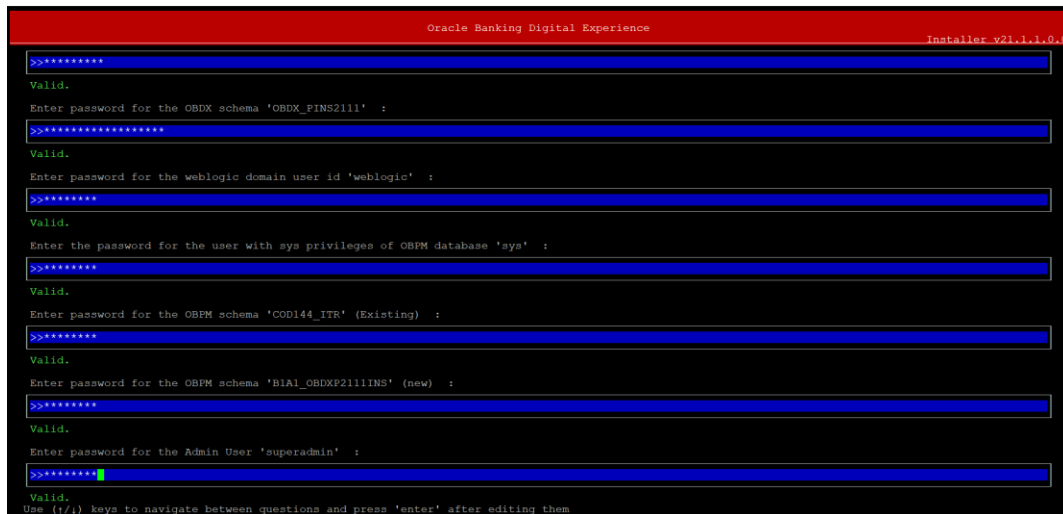 Oracle Banking Digital Experience
Installer v21.1.1.0.
>>*********
Valid.
Enter password for the OBDX schema 'OBDX_PINS2111' :
>>******************
Valid.
Enter password for the weblogic domain user id 'weblogic' :
>>********
Valid.
Enter the password for the user with sys privileges of OBPM database 'sys' :
>>********
Valid.
Enter password for the OBPM schema 'COD144_ITR' (Existing) :
>>********
Valid.
Enter password for the OBPM schema 'B1A1_OBDXP2111INS' (new) :
>>********
Valid.
Enter password for the Admin User 'superadmin' :
>>********
Valid.
Use (↑/↓) keys to navigate between questions and press 'enter' after editing them